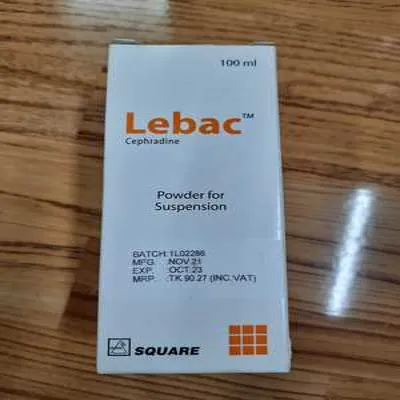 100 ml
Lebac™
Cephradine
Powder for
Suspension
BATCH:1L02286
MFG. :NOV.21
EXP. :OCT.23
MRP. :TK.90.27 (INC.VAT)
SQUARE